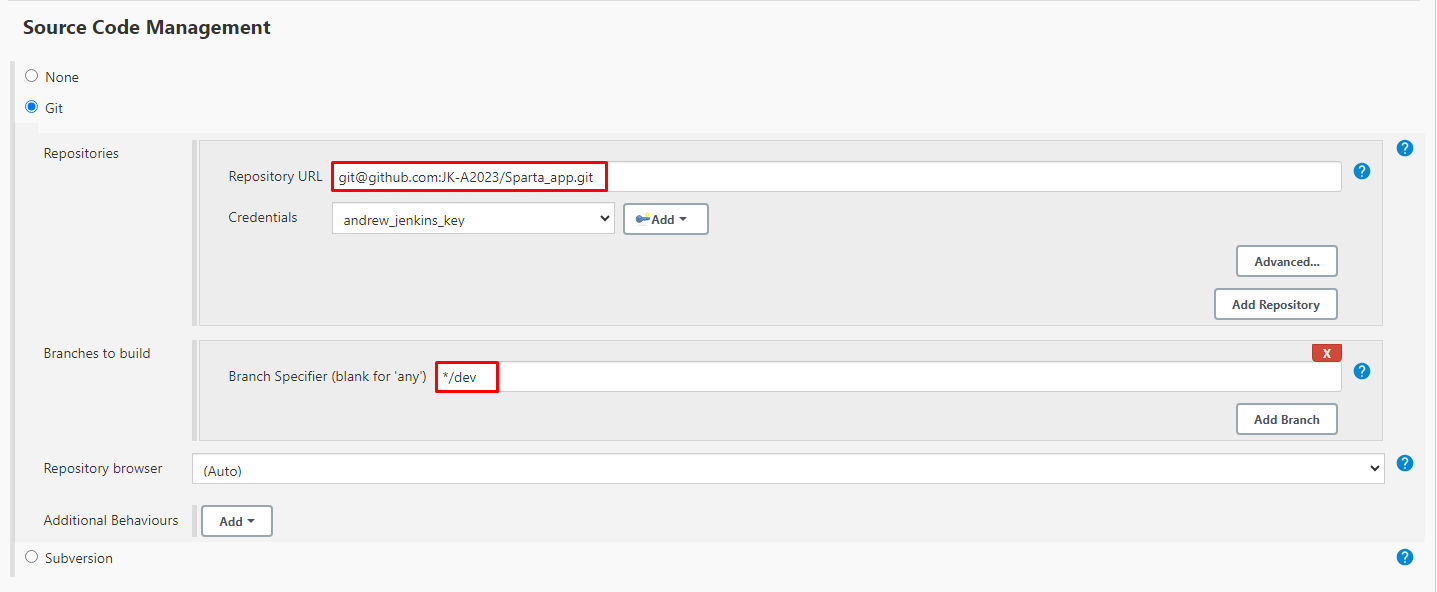 Source Code Management
None
Git
Repositories
?
Repository URL git@github.com:JK-A2023/Sparta_app.git ?
Credentials andrew_jenkins_key Add
Advanced...
Add Repository
Branches to build
X
Branch Specifier (blank for 'any') */dev ?
Add Branch
Repository browser (Auto) ?
Additional Behaviours Add
Subversion ?